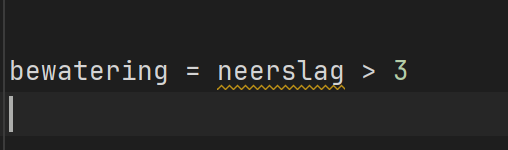 bewatering = neerslag > 3